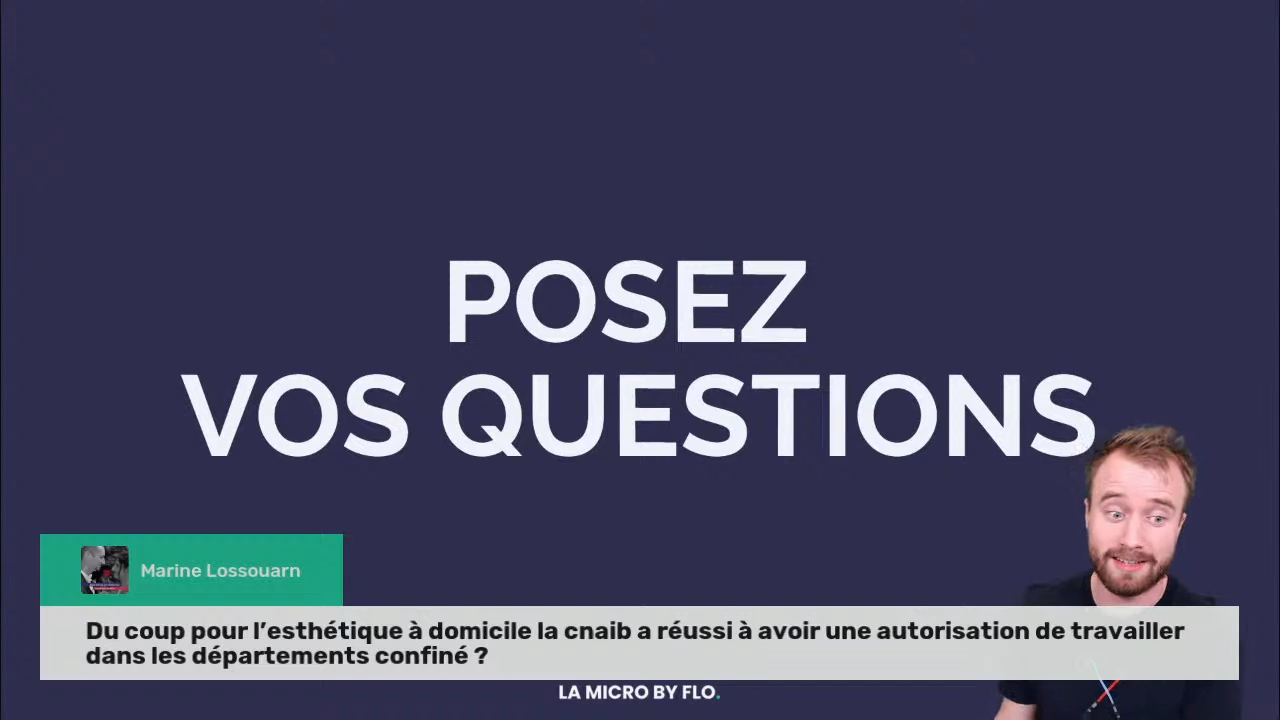 POSEZ
VOS QUESTIONS
Marine Lossouarn
Du coup pour l’esthétique à domicile la cnaib a réussi à avoir une autorisation de travailler
dans les départements confiné ?
LA MICRO BY FLO.